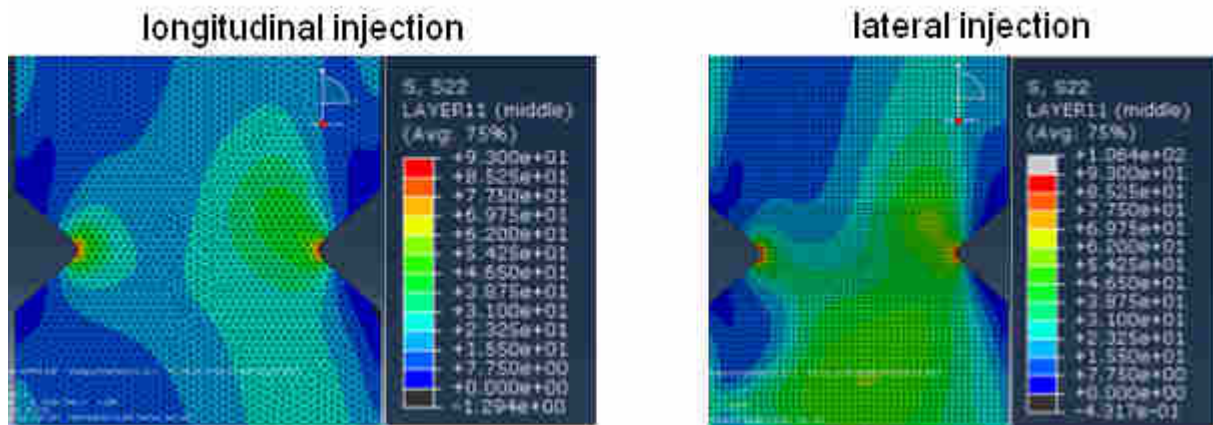 longitudinal injection
S, S22
LAYER11 (middle)
(Avg: 75%)
+9.300e+01
+8.525e+01
+7.750e+01
+6.975e+01
+6.200e+01
+5.425e+01
+4.650e+01
+3.875e+01
+3.100e+01
+2.325e+01
+1.550e+01
+7.750e+00
+0.000e+00
-1.294e+00
lateral injection
S, S22
LAYER11 (middle)
(Avg: 75%)
+1.064e+02
+9.300e+01
+8.525e+01
+7.750e+01
+6.975e+01
+6.200e+01
+5.425e+01
+4.650e+01
+3.875e+01
+3.100e+01
+2.325e+01
+1.550e+01
+7.750e+00
+0.000e+00
-4.317e-01